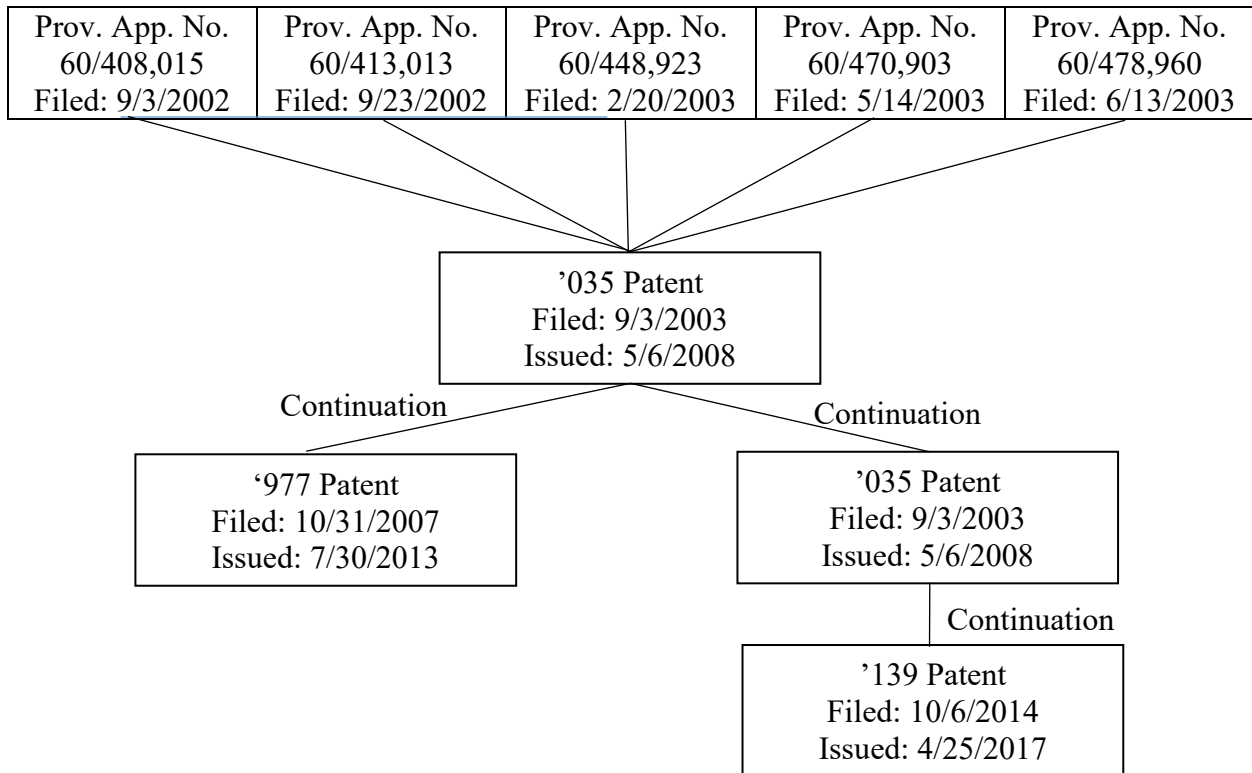 Prov. App. No.
60/408,015
Filed: 9/3/2002
Prov. App. No.
60/413,013
Filed: 9/23/2002
Prov. App. No.
60/448,923
Filed: 2/20/2003
Prov. App. No.
60/470,903
Filed: 5/14/2003
Prov. App. No.
60/478,960
Filed: 6/13/2003
’035 Patent
Filed: 9/3/2003
Issued: 5/6/2008
Continuation
Continuation
‘977 Patent
Filed: 10/31/2007
Issued: 7/30/2013
’035 Patent
Filed: 9/3/2003
Issued: 5/6/2008
Continuation
’139 Patent
Filed: 10/6/2014
Issued: 4/25/2017